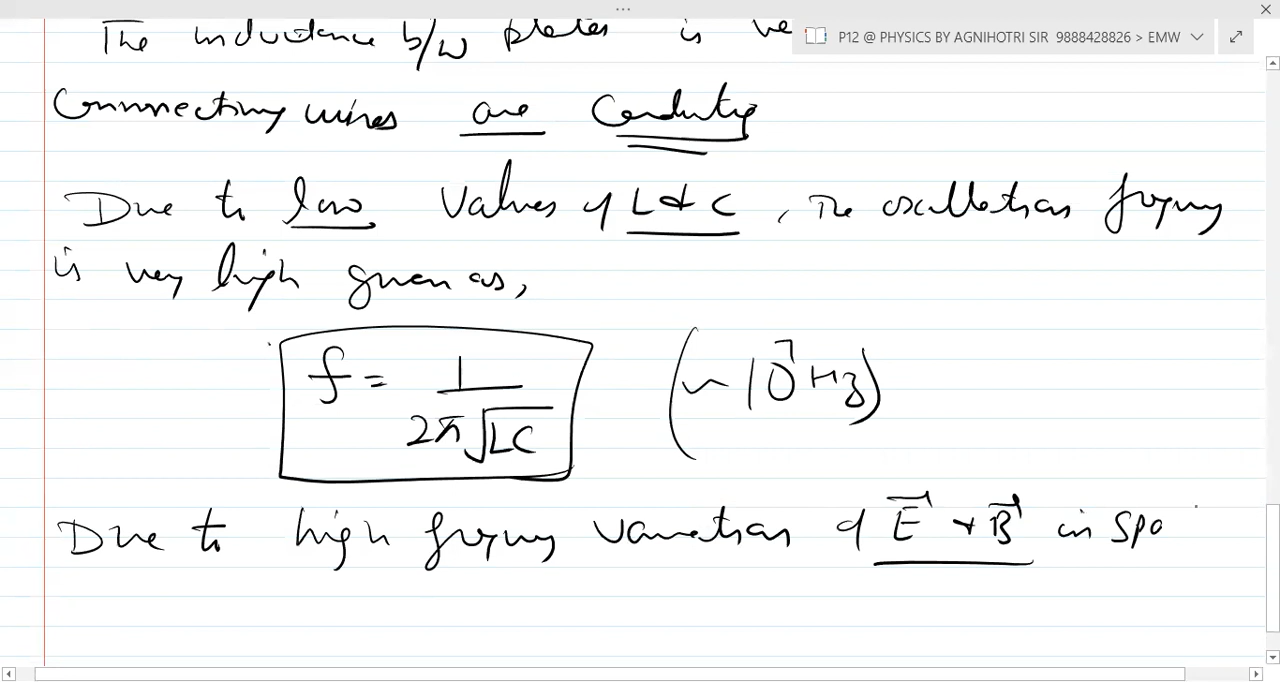 The inductance b/w plates is ve
P12 @ PHYSICS BY AGNIHOTRI SIR 9888428826 > EMW
Connecting wires are Conducting
Due to low values of L & C, The oscillations frequency
is very high given as,
f = 1/2π√LC (~10⁷ Hz)
Due to high frequency variations of E⃗ & B⃗ in spa